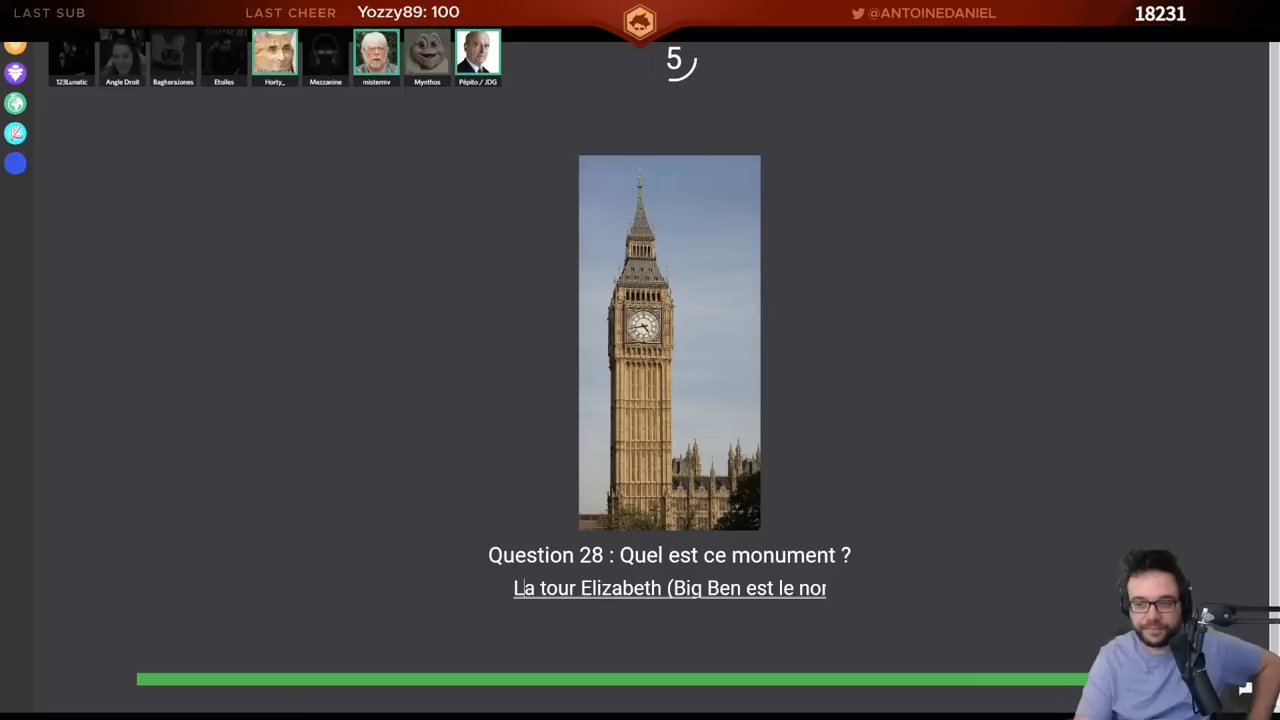 LAST SUB
LAST CHEER
Yozzy89: 100
@ANTOINEDANIEL
18231
5
123Lunatic
Angle Droit
BagheraJones
Etoiles
Horty_
Mezzanine
mistermv
Mynthos
Pépito / JDG
Question 28 : Quel est ce monument ?
La tour Elizabeth (Big Ben est le nor